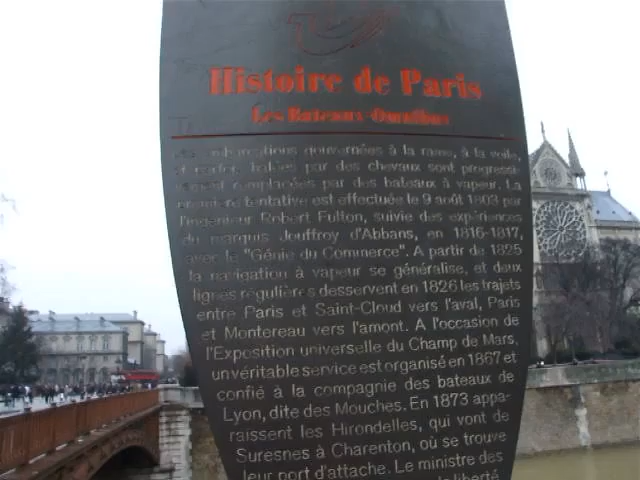 Histoire de Paris
Les Bateaux-Omnibus
embarcations gouvernées à la rame, à la voile,
et parfois halées par des chevaux sont progressi-
vement remplacées par des bateaux à vapeur. La
première tentative est effectuée le 9 août 1803 par
l'ingénieur Robert Fulton, suivie des expériences
du marquis Jouffroy d'Abbans, en 1816-1817,
avec le "Génie du Commerce". A partir de 1825
la navigation à vapeur se généralise, et deux
lignes régulières desservent en 1826 les trajets
entre Paris et Saint-Cloud vers l'aval, Paris
et Montereau vers l'amont. A l'occasion de
l'Exposition universelle du Champ de Mars,
un véritable service est organisé en 1867 et
confié à la compagnie des bateaux de
Lyon, dite des Mouches. En 1873 appa-
raissent les Hirondelles, qui vont de
Suresnes à Charenton, où se trouve
leur port d'attache. Le ministre des
la liberté